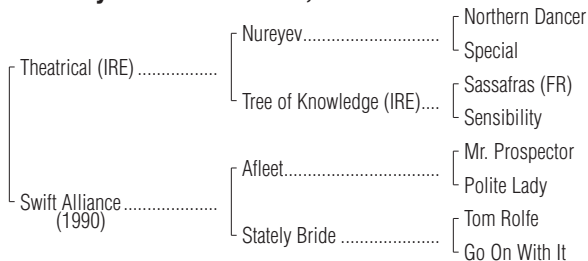 Northern Dancer
Nureyev
Special
Theatrical (IRE)
Sassafras (FR)
Tree of Knowledge (IRE)
Sensibility
Mr. Prospector
Afleet
Polite Lady
Swift Alliance
(1990)
Tom Rolfe
Stately Bride
Go On With It